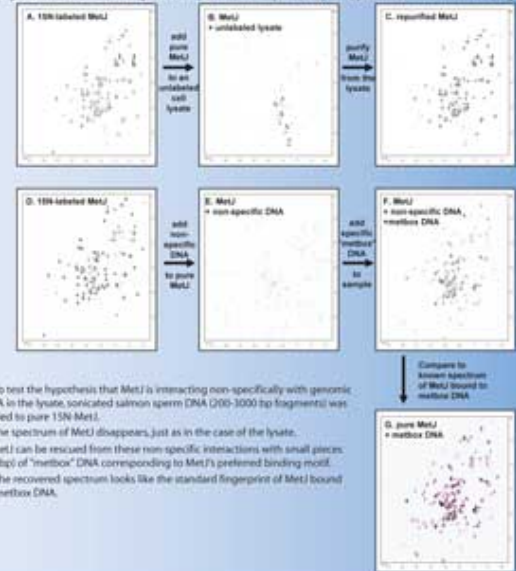 A. 15N-labeled MetJ
add
pure
MetJ
to an
unlabeled
cell
lysate
B. MetJ
+ unlabeled lysate
purify
MetJ
from the
lysate
C. repurified MetJ
D. 15N-labeled MetJ
add
non-
specific
DNA
to pure
MetJ
E. MetJ
+ non-specific DNA
add
specific
"metbox"
DNA
to
sample
F. MetJ
+ non-specific DNA
+metbox DNA
Compare to
known spectrum
of MetJ bound to
metbox DNA
G. pure MetJ
+ metbox DNA
o test the hypothesis that MetJ is interacting non-specifically with genomic
A in the lysate, sonicated salmon sperm DNA (200-3000 bp fragments) was
ed to pure 15N-MetJ.
he spectrum of MetJ disappears, just as in the case of the lysate.
etJ can be rescued from these non-specific interactions with small pieces
bp) of "metbox" DNA corresponding to MetJ's preferred binding motif.
he recovered spectrum looks like the standard fingerprint of MetJ bound
metbox DNA.